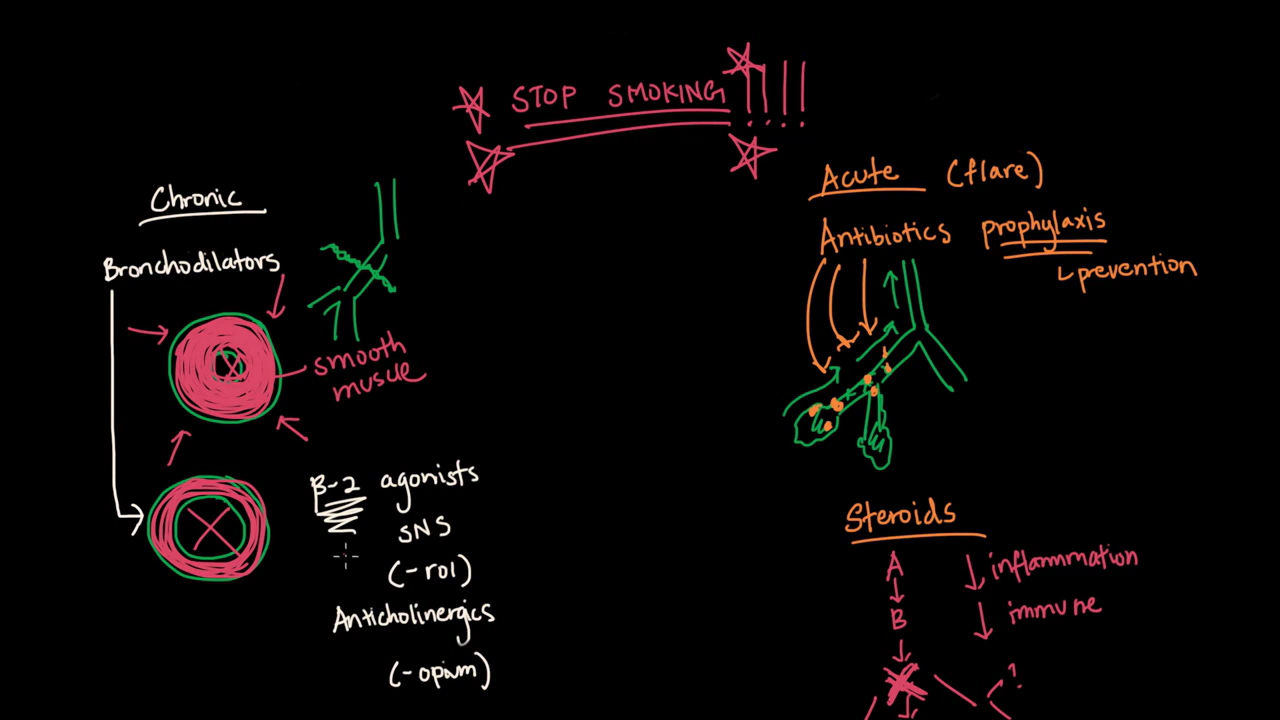 STOP SMOKING !!!!
Chronic
Bronchodilators
smooth
muscle
B-2 agonists
SNS
(-rol)
Anticholinergics
(-opium)
Acute (flare)
Antibiotics prophylaxis
prevention
Steroids
A
↓ inflammation
B
↓ immune
?